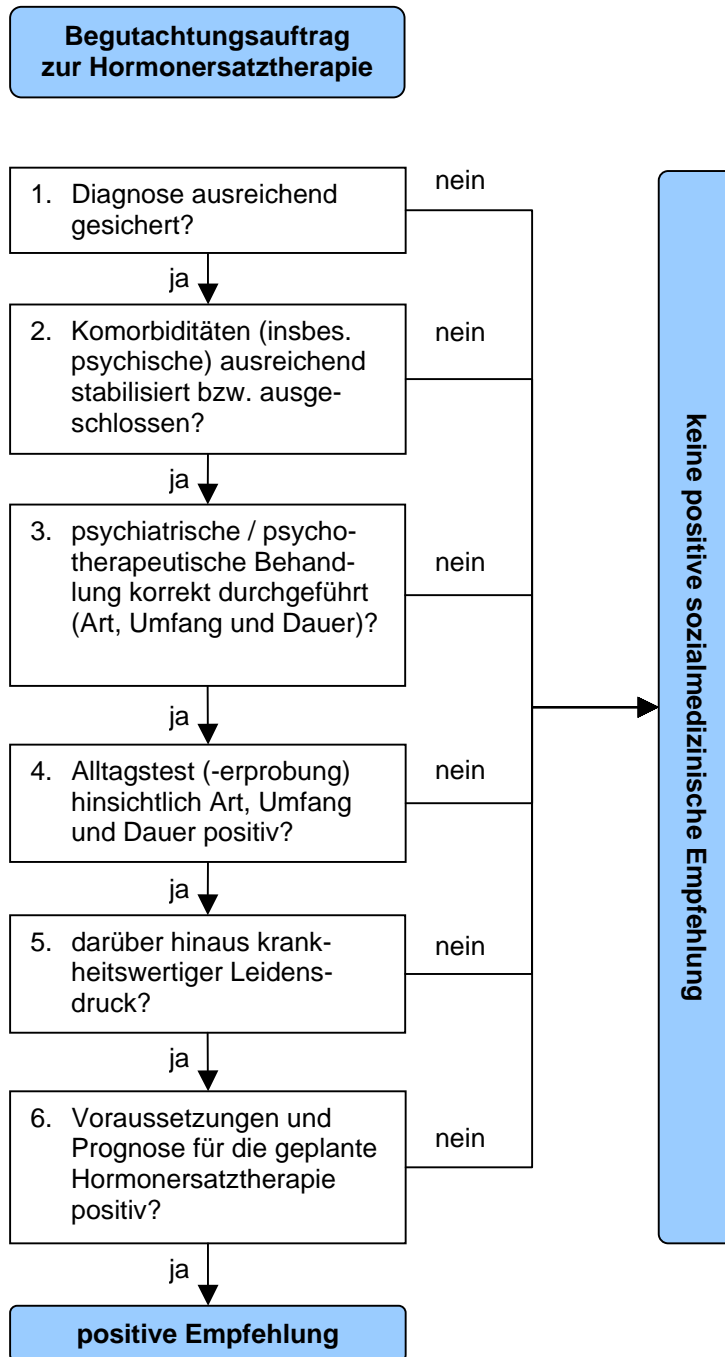 Begutachtungsauftrag
zur Hormonersatztherapie
1. Diagnose ausreichend
gesichert?
nein
ja
2. Komorbiditäten (insbes.
psychische) ausreichend
stabilisiert bzw. ausge-
schlossen?
nein
ja
3. psychiatrische / psycho-
therapeutische Behand-
lung korrekt durchgeführt
(Art, Umfang und Dauer)?
nein
ja
4. Alltagstest (-erprobung)
hinsichtlich Art, Umfang
und Dauer positiv?
nein
ja
5. darüber hinaus krank-
heitswertiger Leidens-
druck?
nein
ja
6. Voraussetzungen und
Prognose für die geplante
Hormonersatztherapie
positiv?
nein
ja
positive Empfehlung
keine positive sozialmedizinische Empfehlung